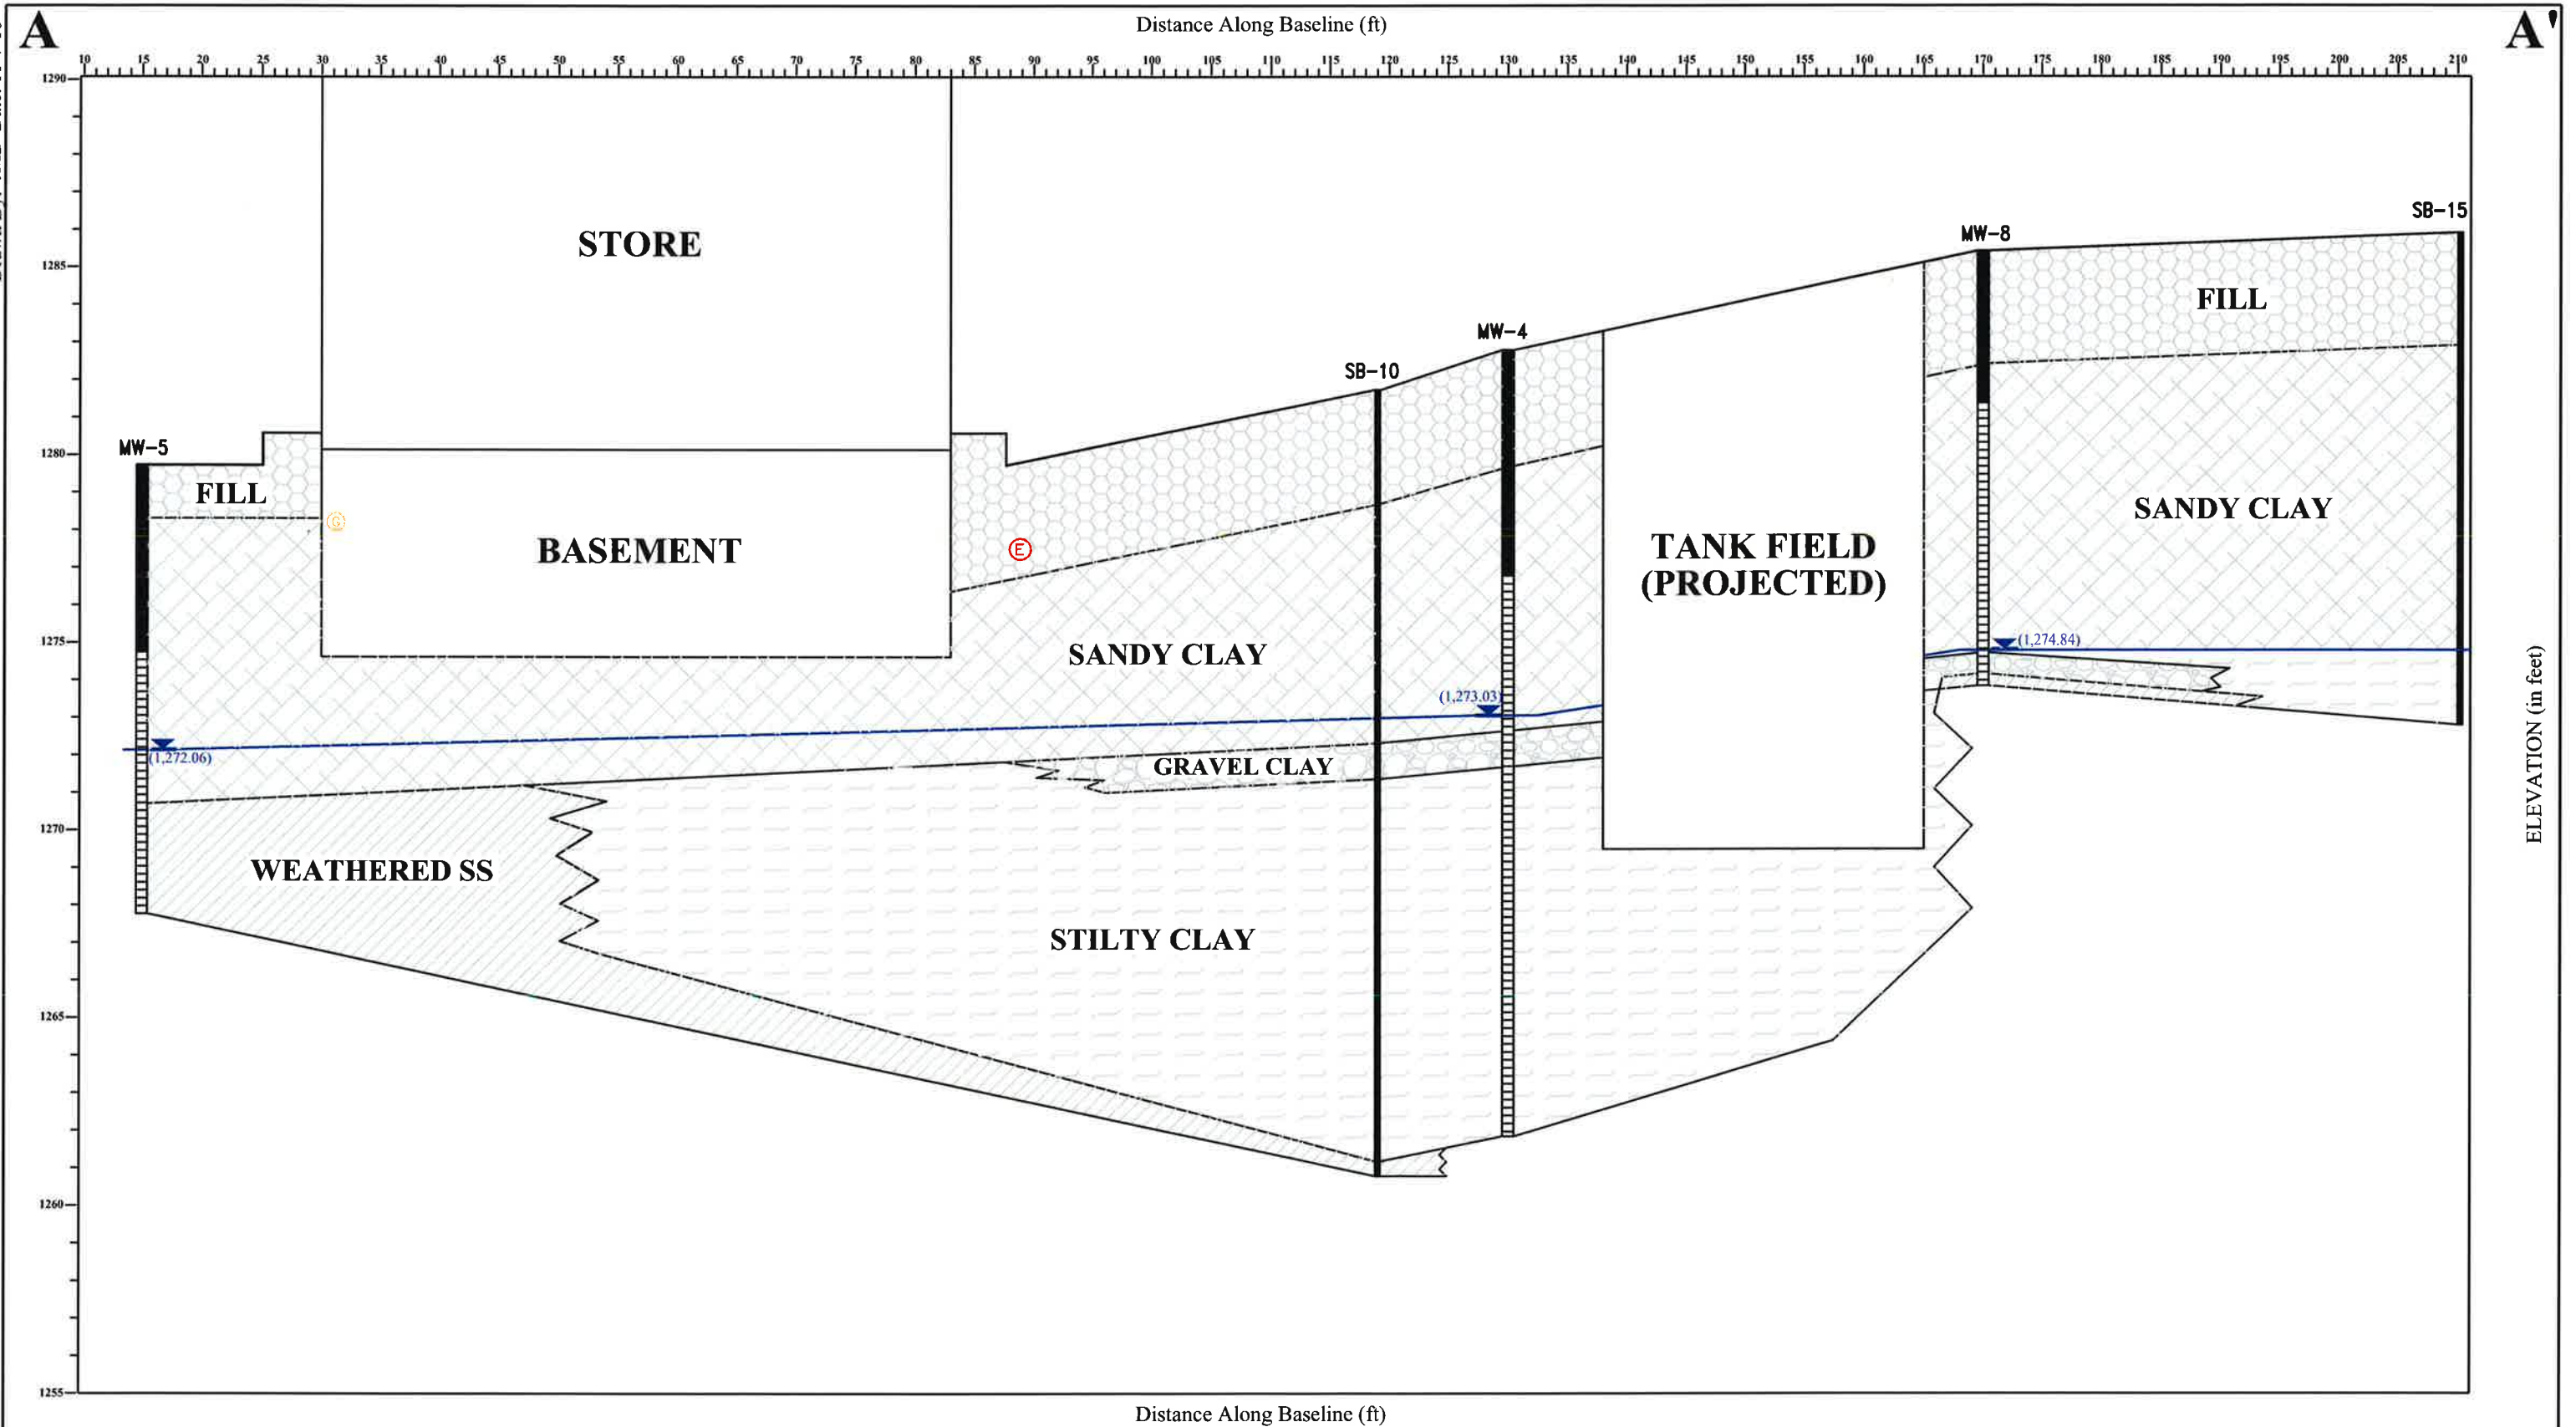 Distance Along Baseline (ft)
A
A'
10 15 20 25 30 35 40 45 50 55 60 65 70 75 80 85 90 95 100 105 110 115 120 125 130 135 140 145 150 155 160 165 170 175 180 185 190 195 200 205 210
1290
SB-15
MW-8
STORE
1285
FILL
MW-4
SB-10
MW-5
1280
FILL
SANDY CLAY
G
E
BASEMENT
TANK FIELD
(PROJECTED)
1275
(1,274.84)
SANDY CLAY
ELEVATION (in feet)
(1,273.03)
(1,272.06)
GRAVEL CLAY
1270
WEATHERED SS
STILTY CLAY
1265
1260
1255
Distance Along Baseline (ft)